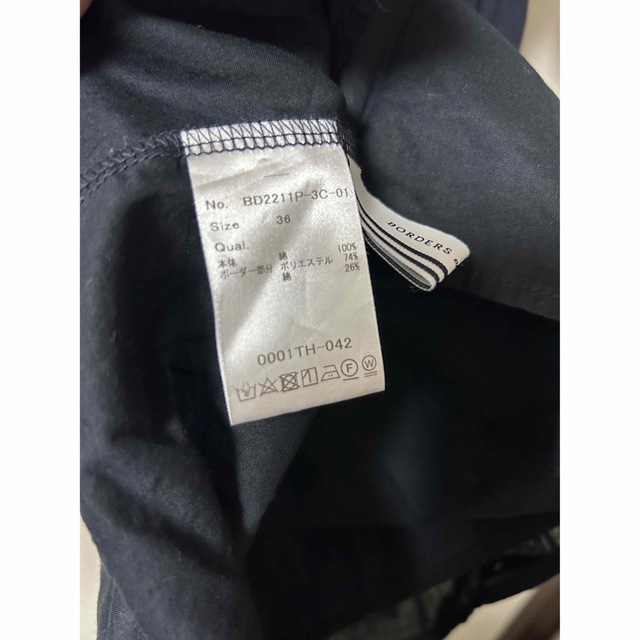 No. BD2211P-3C-01
Size 36
Qual.
本体 綿 100%
ボーダー部分 ポリエステル 74%
綿 26%
0001TH-042
F W
BORDERS